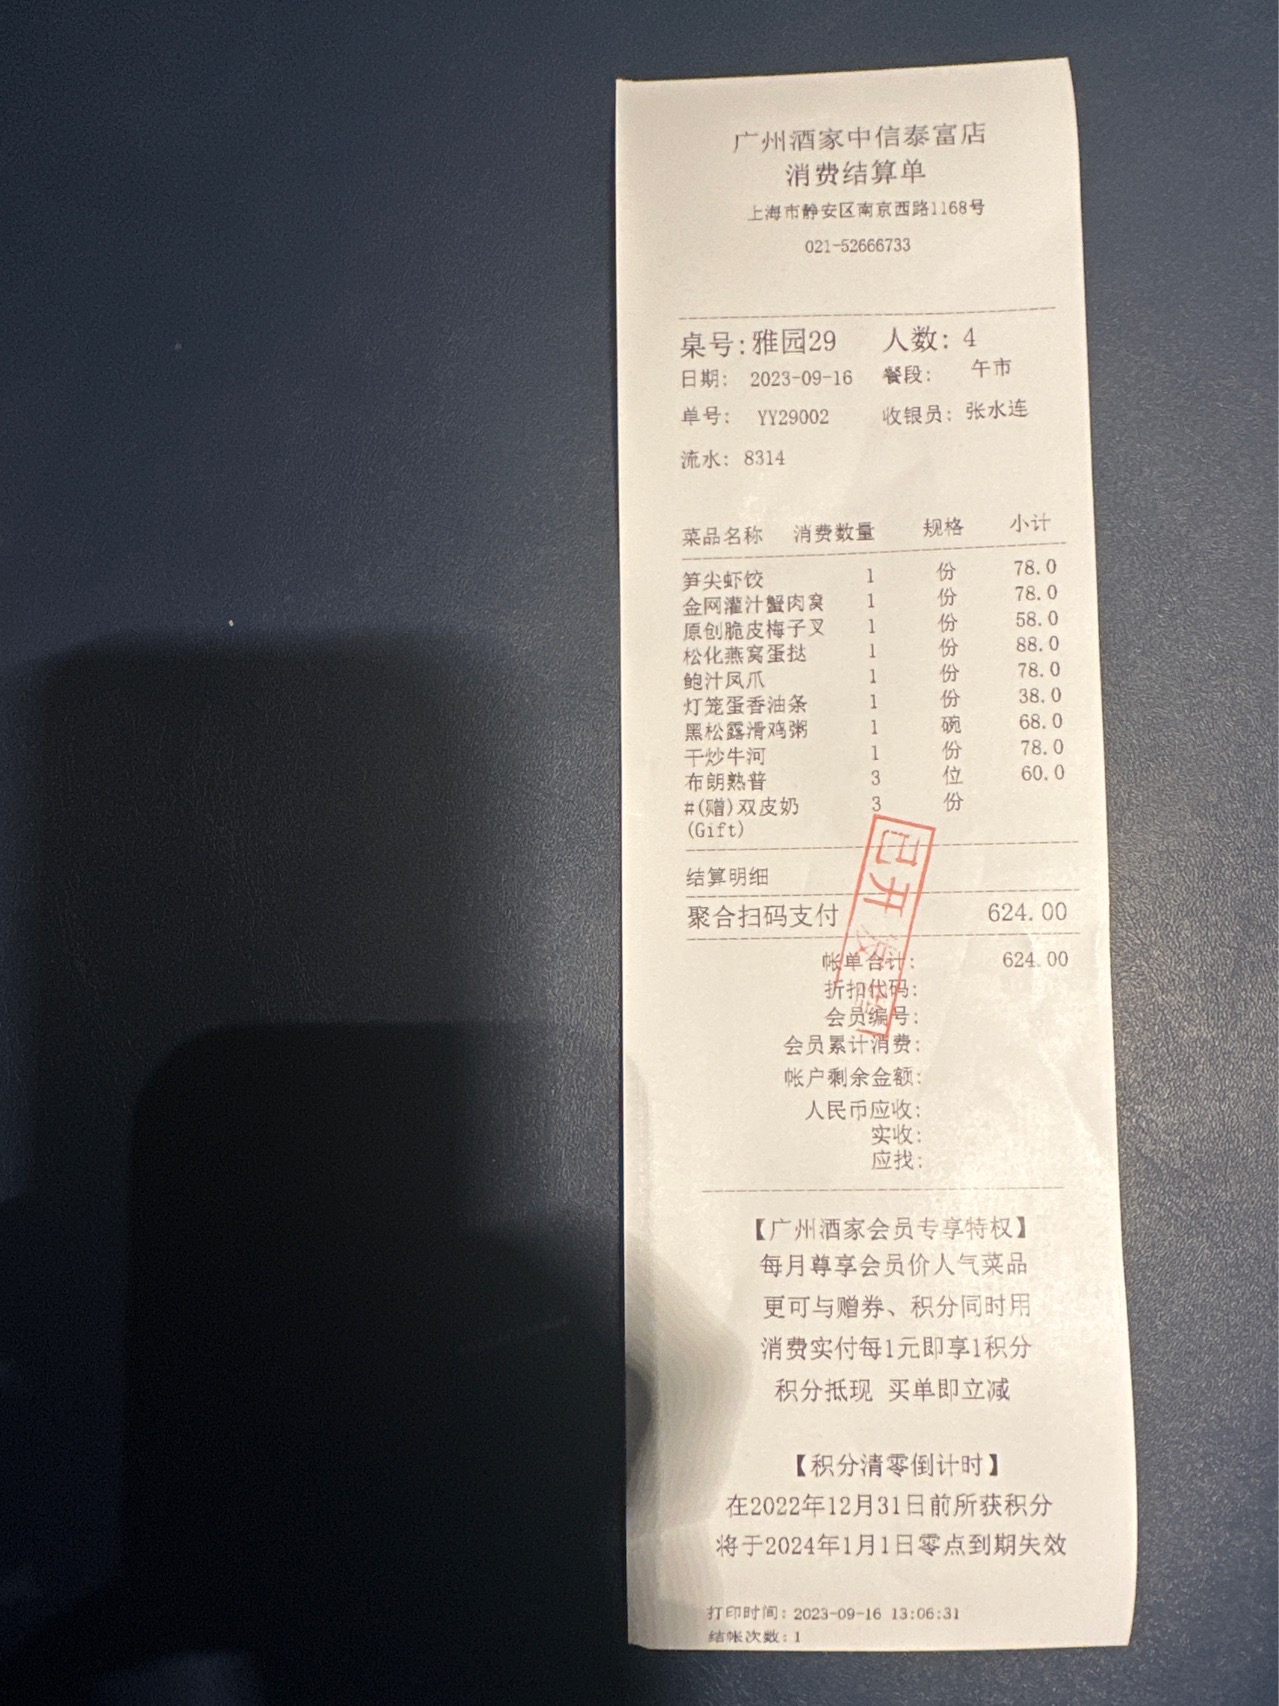 广州酒家中信泰富店
消费结算单
上海市静安区南京西路1168号
021-52666733
桌号:雅园29 人数: 4
日期: 2023-09-16 餐段: 午市
单号: YY29002 收银员: 张水连
流水: 8314
菜品名称 消费数量 规格 小计
笋尖虾饺 1 份 78.0
金网灌汁蟹肉窝 1 份 78.0
原创脆皮梅子叉 1 份 58.0
松化燕窝蛋挞 1 份 88.0
鲍汁凤爪 1 份 78.0
灯笼蛋香油条 1 份 38.0
黑松露滑鸡粥 1 碗 68.0
干炒牛河 1 份 78.0
布朗熟普 3 位 60.0
#(赠)双皮奶 3 份
(Gift)
已开发票
结算明细
聚合扫码支付 624.00
帐单合计: 624.00
折扣代码:
会员编号:
会员累计消费:
帐户剩余金额:
人民币应收:
实收:
应找:
【广州酒家会员专享特权】
每月尊享会员价人气菜品
更可与赠券、积分同时用
消费实付每1元即享1积分
积分抵现 买单即立减
【积分清零倒计时】
在2022年12月31日前所获积分
将于2024年1月1日零点到期失效
打印时间: 2023-09-16 13:06:31
结帐次数: 1